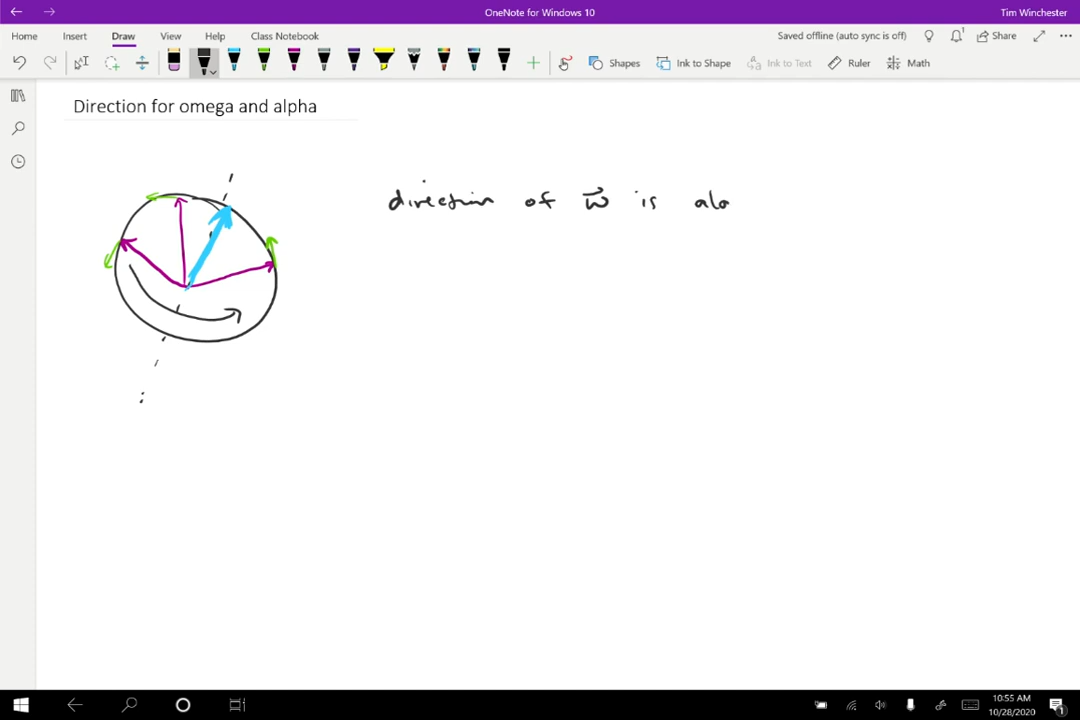 OneNote for Windows 10
Tim Winchester
Home Insert Draw View Help Class Notebook
Saved offline (auto sync is off) Share
Shapes Ink to Shape Ink to Text Ruler Math
Direction for omega and alpha
direction of ω⃗ is alo
10:55 AM
10/28/2020